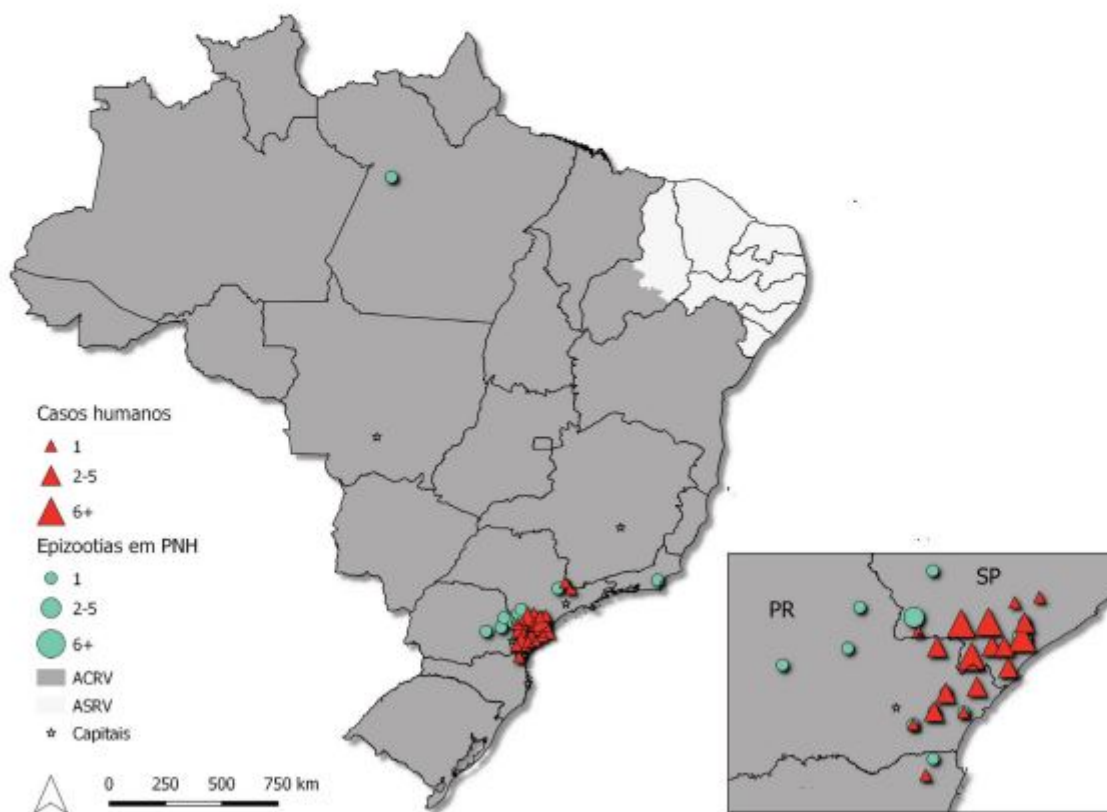 Casos humanos
1
2-5
6+
Epizootias em PNH
1
2-5
6+
ACRV
ASRV
Capitais
0 250 500 750 km
SP
PR